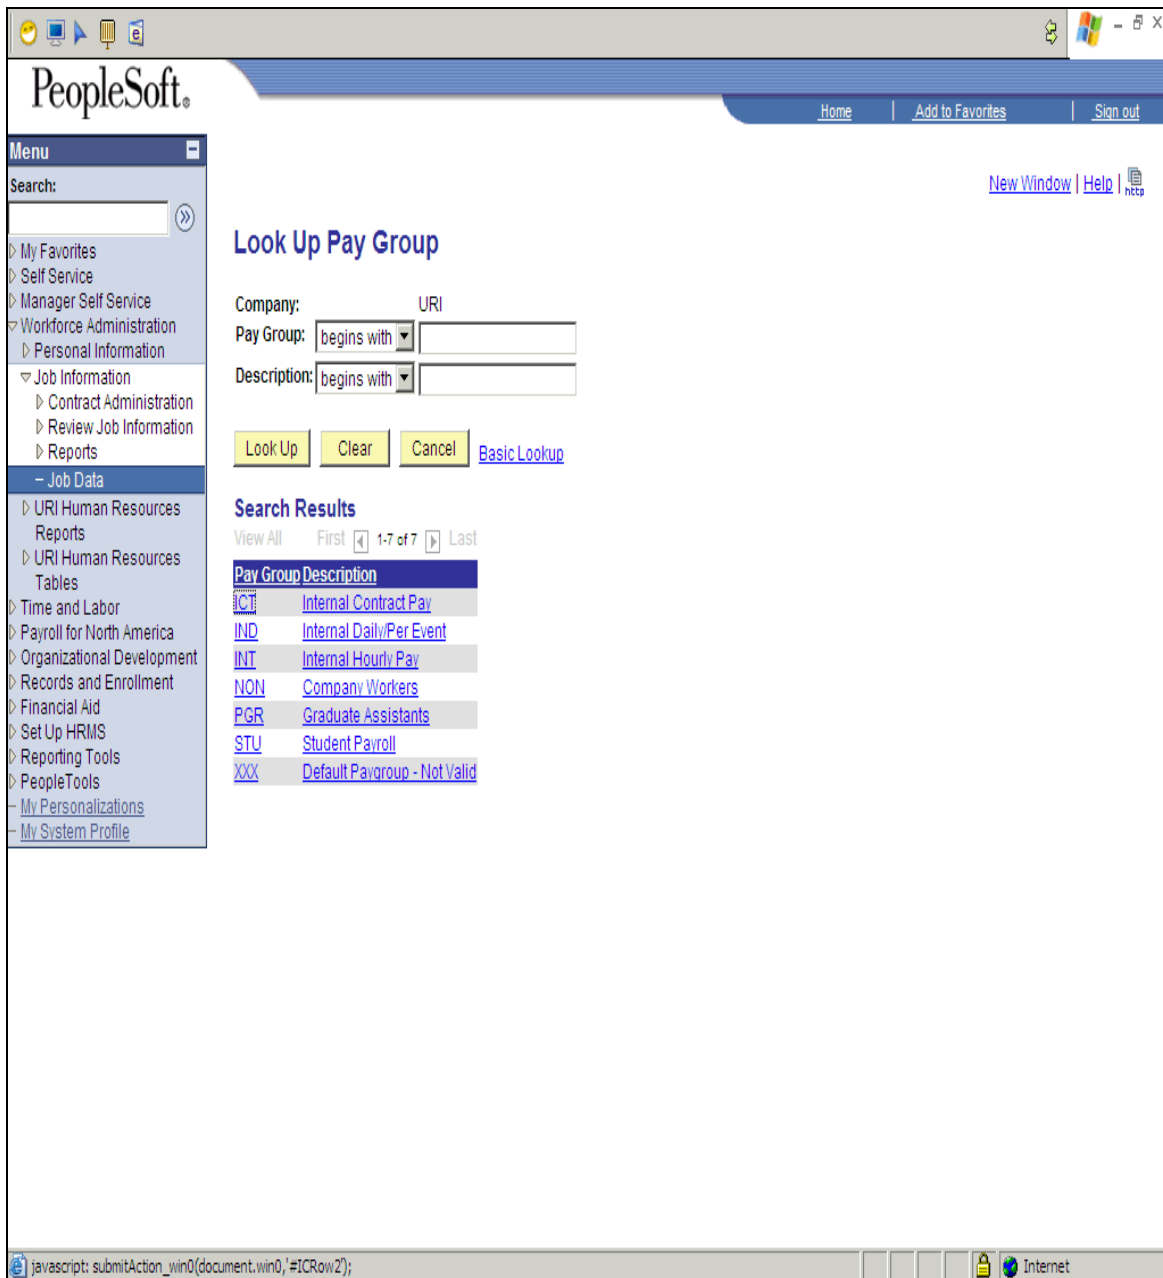 PeopleSoft®
Home | Add to Favorites | Sign out
Menu
Search:
My Favorites
Self Service
Manager Self Service
Workforce Administration
Personal Information
Job Information
Contract Administration
Review Job Information
Reports
– Job Data
URI Human Resources
Reports
URI Human Resources
Tables
Time and Labor
Payroll for North America
Organizational Development
Records and Enrollment
Financial Aid
Set Up HRMS
Reporting Tools
PeopleTools
– My Personalizations
– My System Profile
New Window | Help | http
Look Up Pay Group
Company: URI
Pay Group: begins with
Description: begins with
Look Up Clear Cancel Basic Lookup
Search Results
View All First 1-7 of 7 Last
Pay Group Description
ICT Internal Contract Pay
IND Internal Daily/Per Event
INT Internal Hourly Pay
NON Company Workers
PGR Graduate Assistants
STU Student Payroll
XXX Default Paygroup - Not Valid
javascript: submitAction_win0(document.win0,'#ICRow2'); Internet